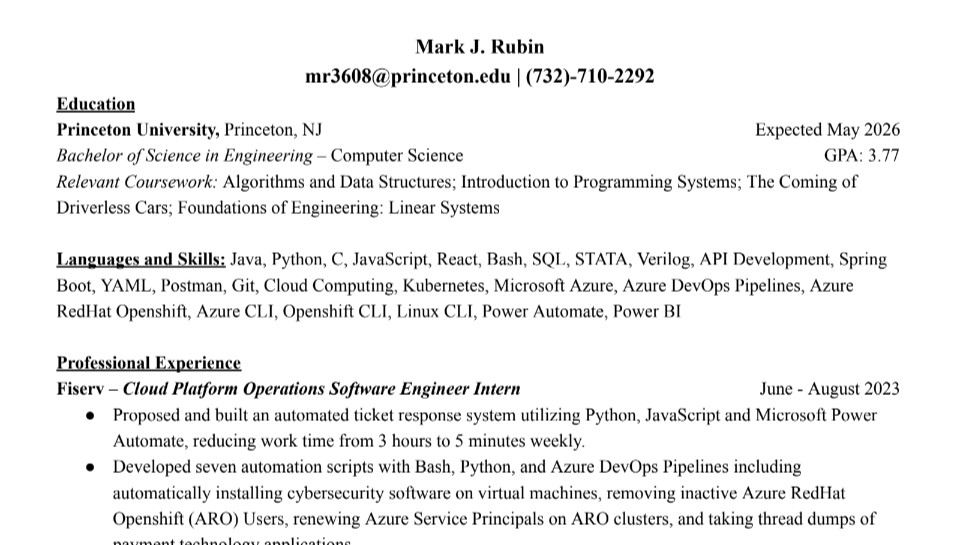 Mark J. Rubin
mr3608@princeton.edu | (732)-710-2292
Education
Princeton University, Princeton, NJ Expected May 2026
Bachelor of Science in Engineering – Computer Science GPA: 3.77
Relevant Coursework: Algorithms and Data Structures; Introduction to Programming Systems; The Coming of
Driverless Cars; Foundations of Engineering: Linear Systems
Languages and Skills: Java, Python, C, JavaScript, React, Bash, SQL, STATA, Verilog, API Development, Spring
Boot, YAML, Postman, Git, Cloud Computing, Kubernetes, Microsoft Azure, Azure DevOps Pipelines, Azure
RedHat Openshift, Azure CLI, Openshift CLI, Linux CLI, Power Automate, Power BI
Professional Experience
Fiserv – Cloud Platform Operations Software Engineer Intern June - August 2023
● Proposed and built an automated ticket response system utilizing Python, JavaScript and Microsoft Power
Automate, reducing work time from 3 hours to 5 minutes weekly.
● Developed seven automation scripts with Bash, Python, and Azure DevOps Pipelines including
automatically installing cybersecurity software on virtual machines, removing inactive Azure RedHat
Openshift (ARO) Users, renewing Azure Service Principals on ARO clusters, and taking thread dumps of
payment technology applications.